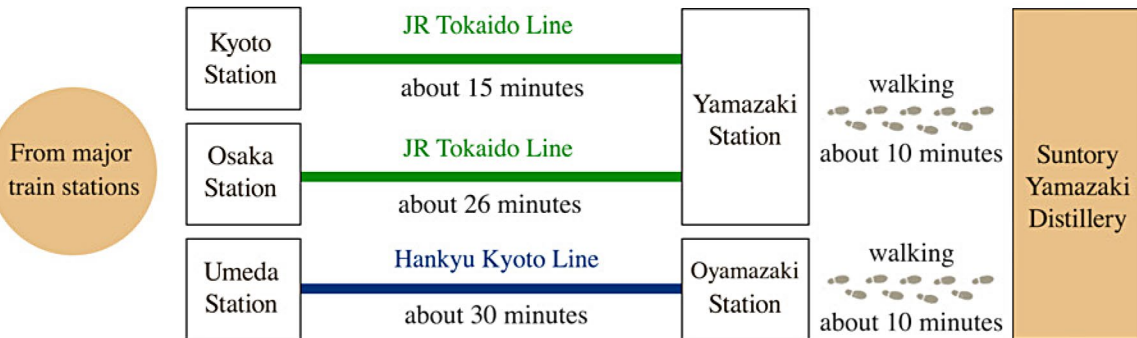 From major
train stations
Kyoto
Station
JR Tokaido Line
about 15 minutes
Osaka
Station
JR Tokaido Line
about 26 minutes
Yamazaki
Station
walking
about 10 minutes
Umeda
Station
Hankyu Kyoto Line
about 30 minutes
Oyamazaki
Station
walking
about 10 minutes
Suntory
Yamazaki
Distillery